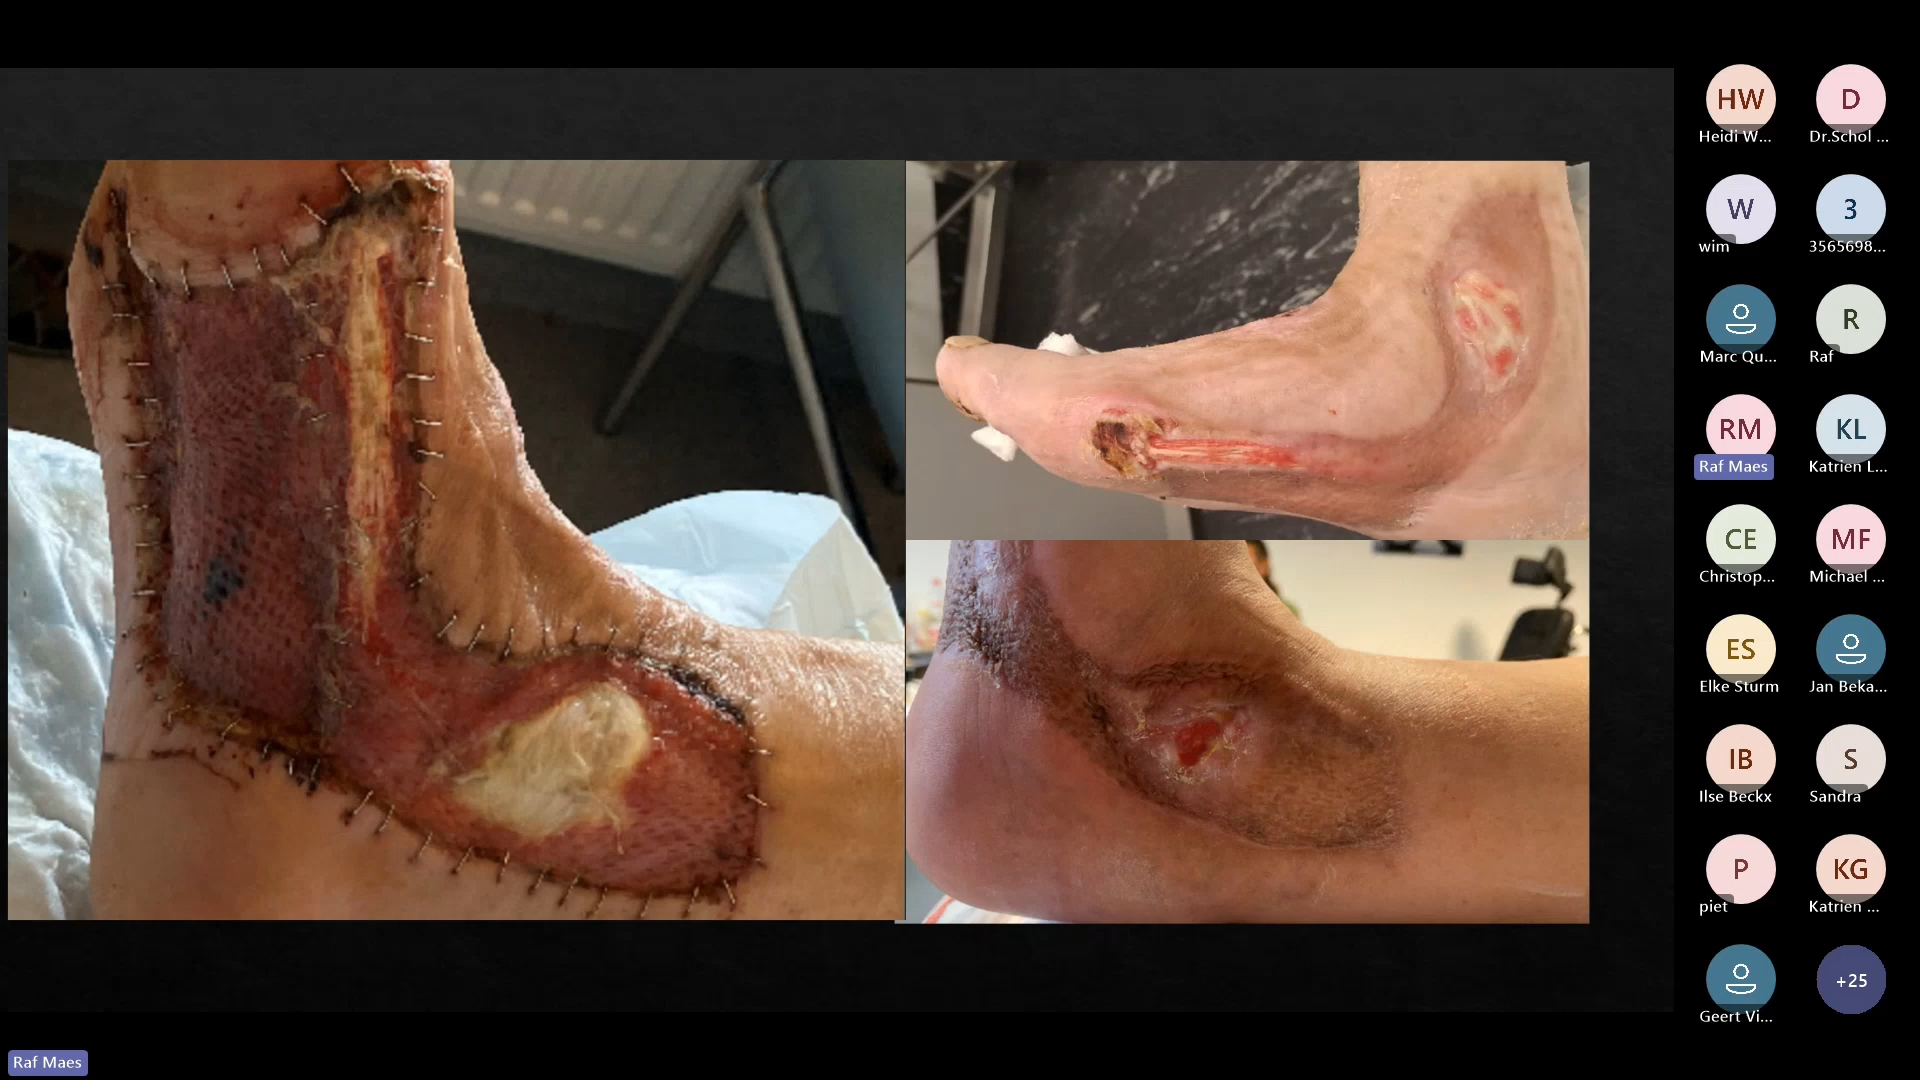 HW
D
Heidi W...
Dr.Schol ...
W
3
wim
3565698...
R
Marc Qu...
Raf
RM
KL
Raf Maes
Katrien L...
CE
MF
Christop...
Michael ...
ES
Elke Sturm
Jan Beka...
IB
S
Ilse Beckx
Sandra
P
KG
piet
Katrien ...
+25
Geert Vi...
Raf Maes